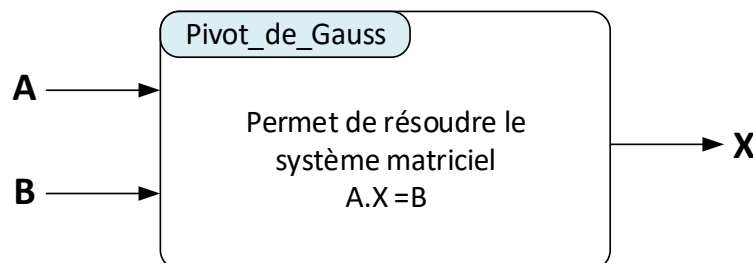 Pivot_de_Gauss
A
B
Permet de résoudre le
système matriciel
A.X =B
X